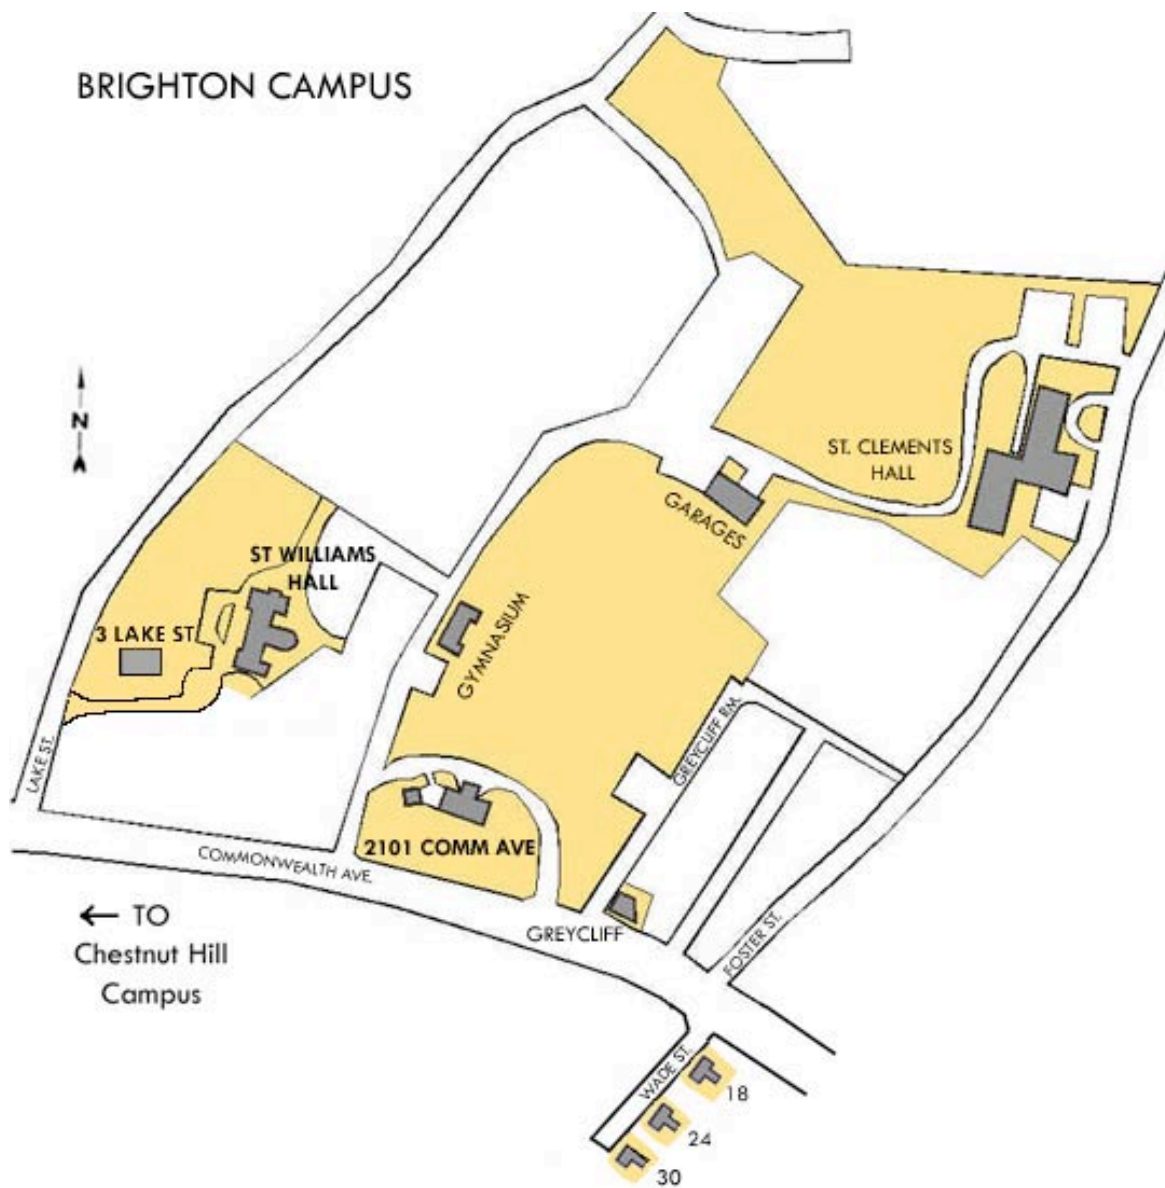 BRIGHTON CAMPUS
N
ST. CLEMENTS
HALL
GARAGES
ST WILLIAMS
HALL
3 LAKE ST.
GYMNASIUM
GREYCLIFF RM.
LAKE ST.
2101 COMM AVE
COMMONWEALTH AVE.
← TO
Chestnut Hill
Campus
GREYCLIFF
FOSTER ST.
WADE ST.
18
24
30